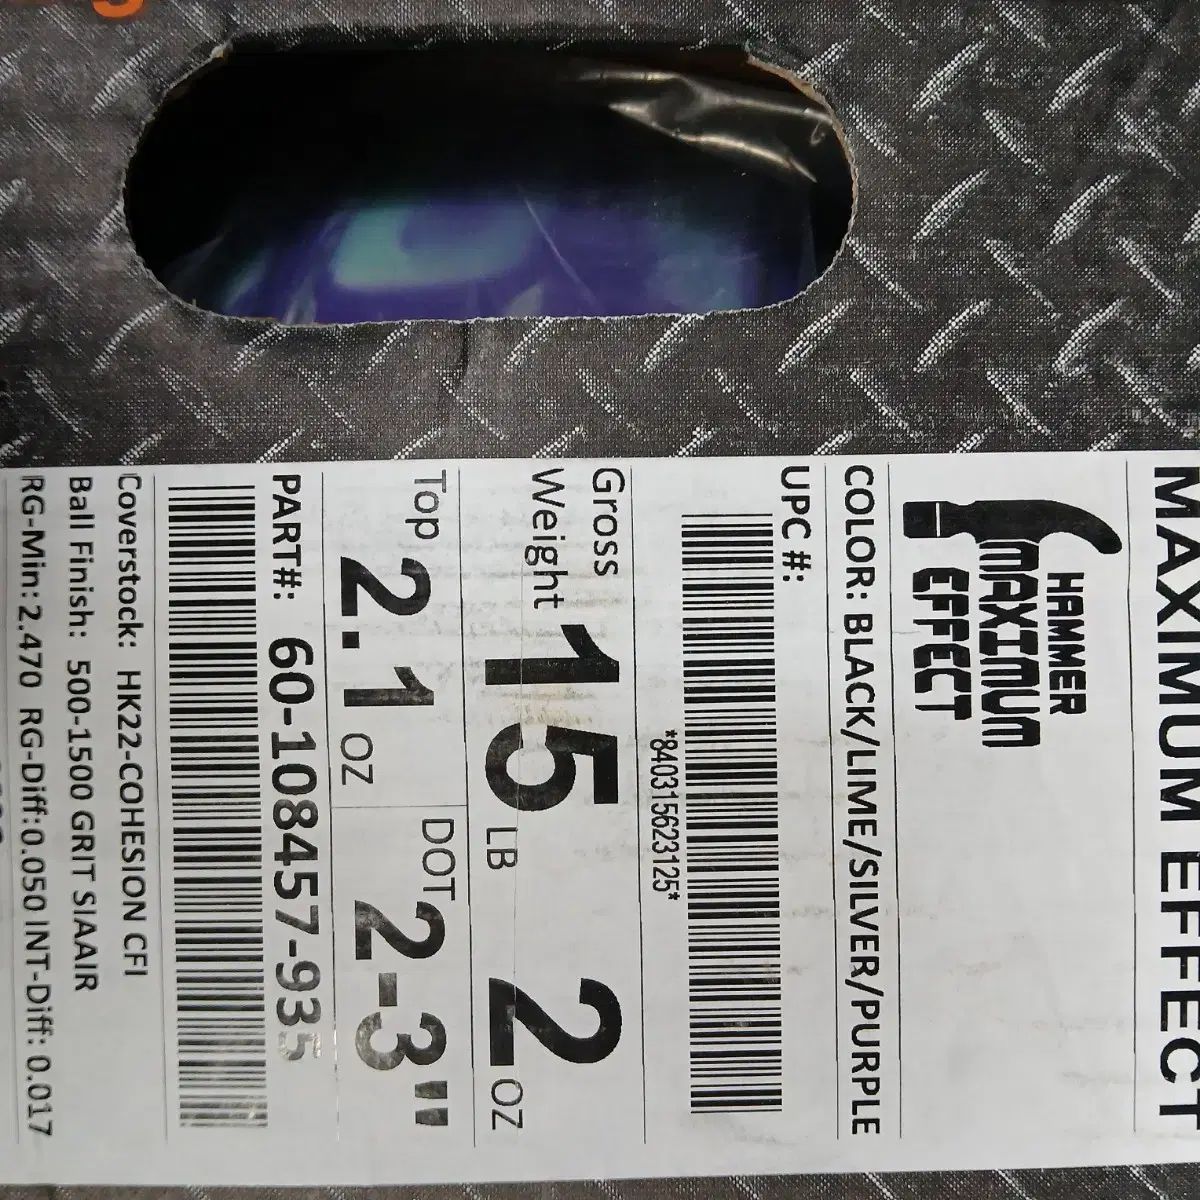 MAXIMUM EFFECT
HAMMER
MAXIMUM
EFFECT
COLOR: BLACK/LIME/SILVER/PURPLE
UPC #:
*840315623125*
Gross
Weight 15 LB 2 OZ
Top 2.1 OZ DOT 2-3"
PART#: 60-108457-935
Coverstock: HK22-COHESION CFI
Ball Finish: 500-1500 GRIT SIAAIR
RG-Min: 2.470 RG-Diff:0.050 INT-Diff: 0.017